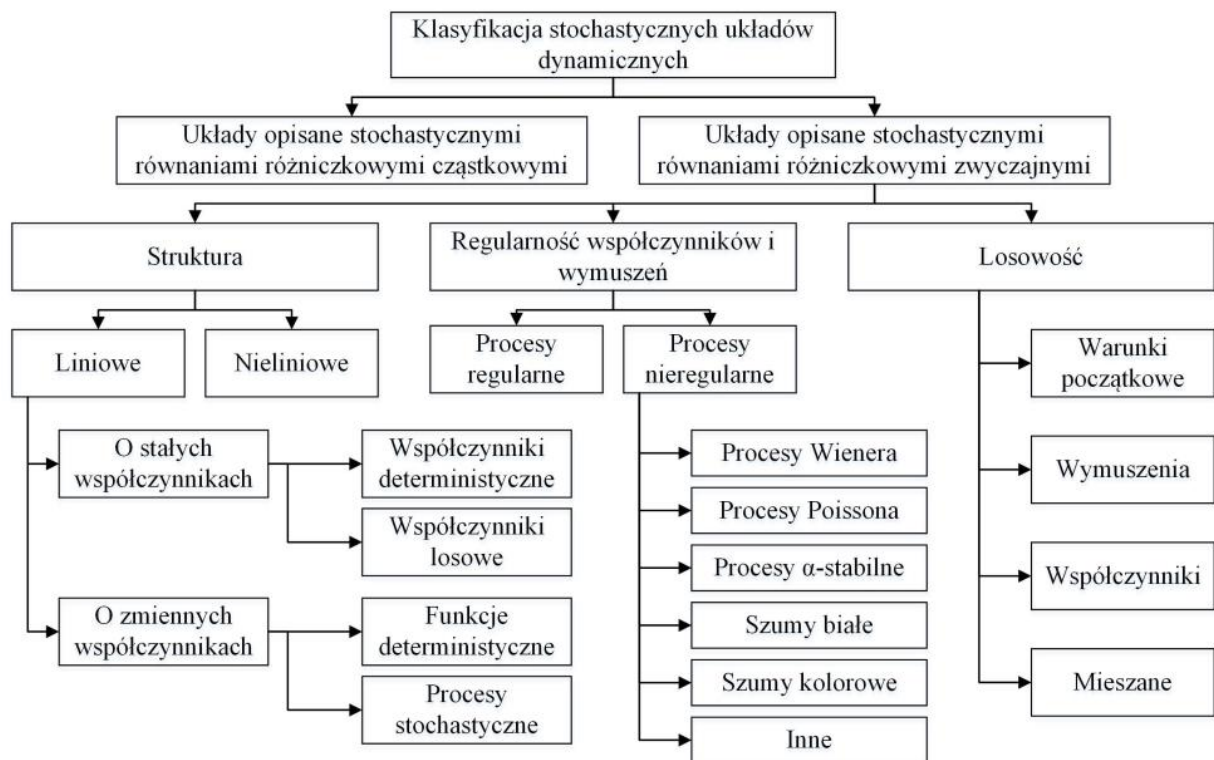 Klasyfikacja stochastycznych układów
dynamicznych
Układy opisane stochastycznymi
równaniami różniczkowymi cząstkowymi
Układy opisane stochastycznymi
równaniami różniczkowymi zwyczajnymi
Struktura
Regularność współczynników i
wymuszeń
Losowość
Liniowe
Nieliniowe
Procesy
regularne
Procesy
nieregularne
Warunki
początkowe
O stałych
współczynnikach
Współczynniki
deterministyczne
Współczynniki
losowe
O zmiennych
współczynnikach
Funkcje
deterministyczne
Procesy
stochastyczne
Procesy Wienera
Procesy Poissona
Procesy α-stabilne
Szumy białe
Szumy kolorowe
Inne
Wymuszenia
Współczynniki
Mieszane